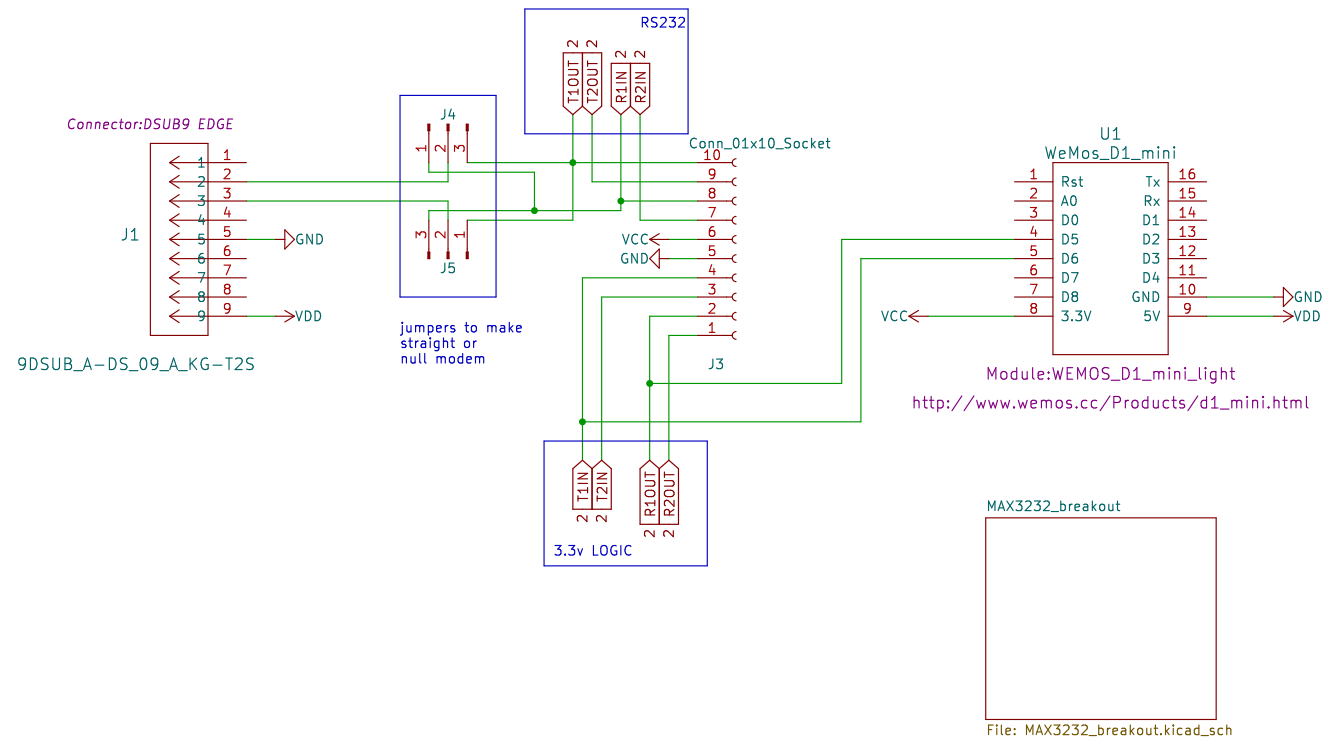 RS232
T1OUT 2
T2OUT 2
R1IN 2
R2IN 2
Connector:DSUB9 EDGE
J1
1 1
2 2
3 3
4 4
5 5
6 6
7 7
8 8
9 9
GND
VDD
9DSUB_A-DS_09_A_KG-T2S
J4
1 2 3
3 2 1
J5
jumpers to make
straight or
null modem
Conn_01x10_Socket
10
9
8
7
VCC 6
GND 5
4
3
2
1
J3
T1IN 2
T2IN 2
R1OUT 2
R2OUT 2
3.3v LOGIC
U1
WeMos_D1_mini
1 Rst Tx 16
2 A0 Rx 15
3 D0 D1 14
4 D5 D2 13
5 D6 D3 12
6 D7 D4 11
7 D8 GND 10 GND
VCC 8 3.3V 5V 9 VDD
Module:WEMOS_D1_mini_light
http://www.wemos.cc/Products/d1_mini.html
MAX3232_breakout
File: MAX3232_breakout.kicad_sch